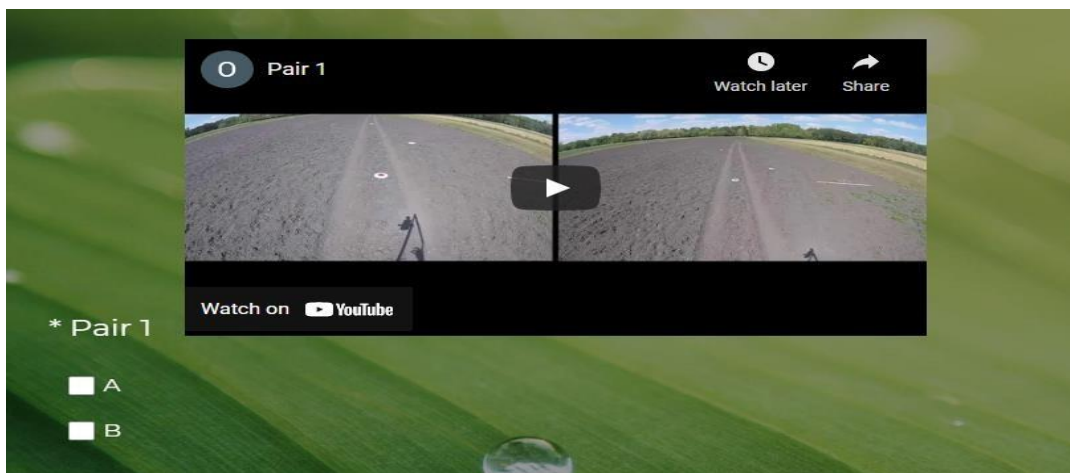 O Pair 1
Watch later Share
Watch on YouTube
* Pair 1
A
B